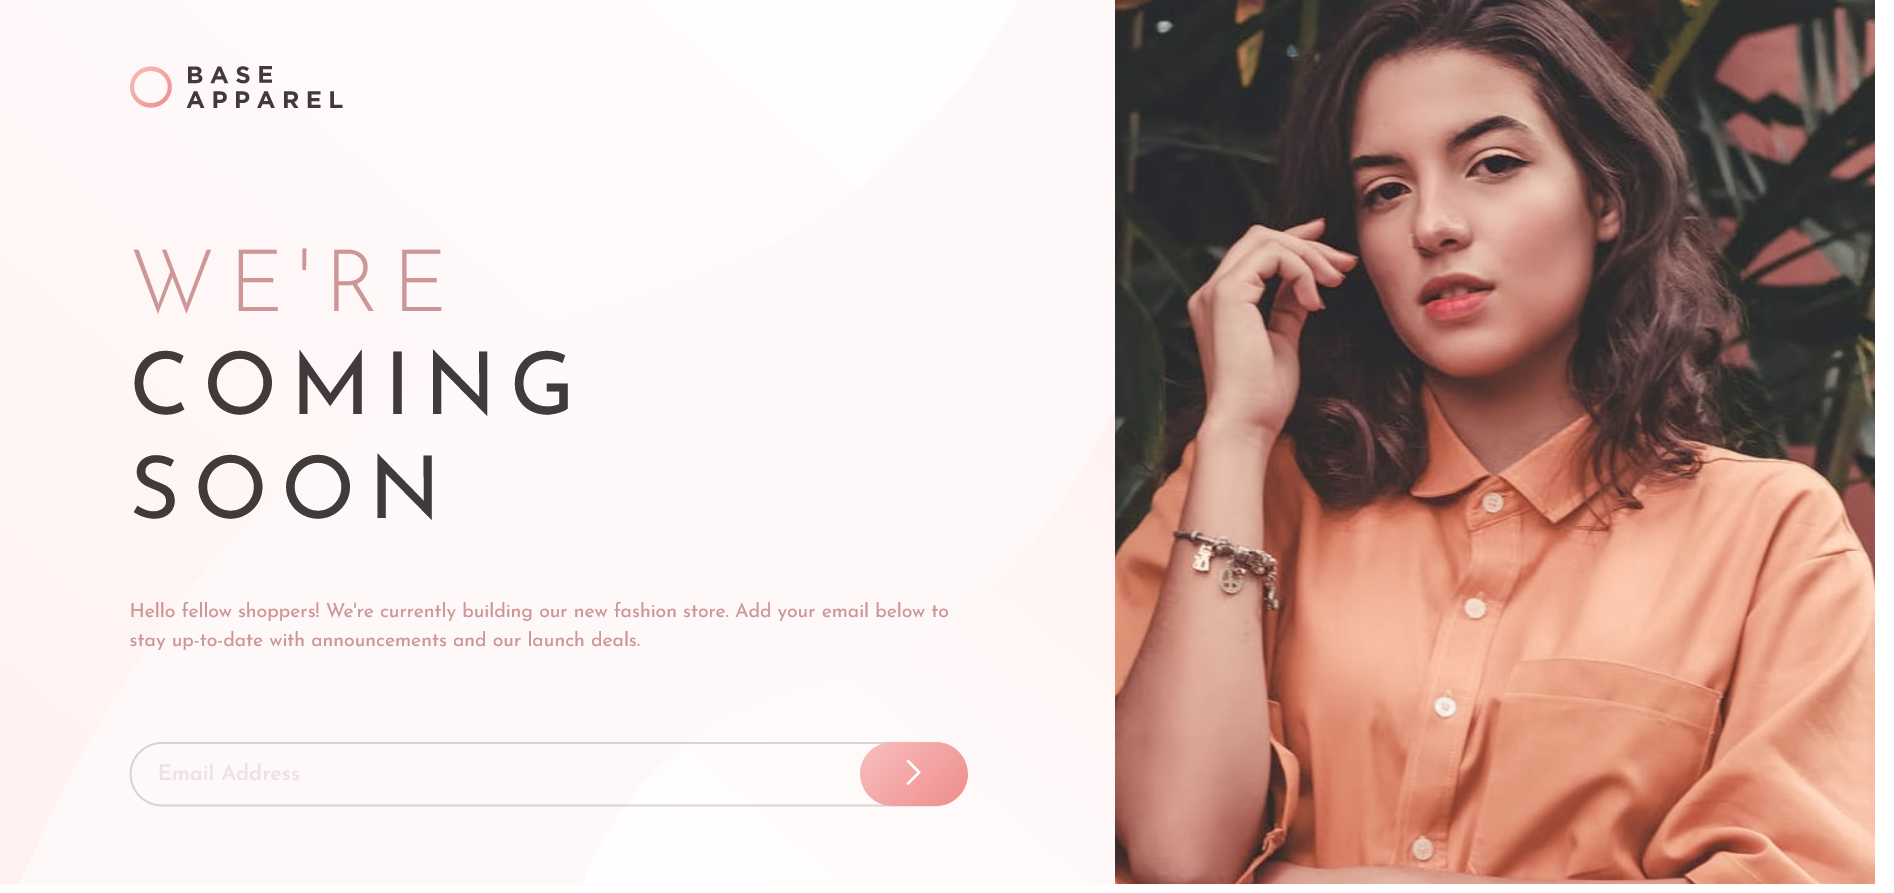 BASE
APPAREL
WE'RE
COMING
SOON
Hello fellow shoppers! We're currently building our new fashion store. Add your email below to
stay up-to-date with announcements and our launch deals.
Email Address